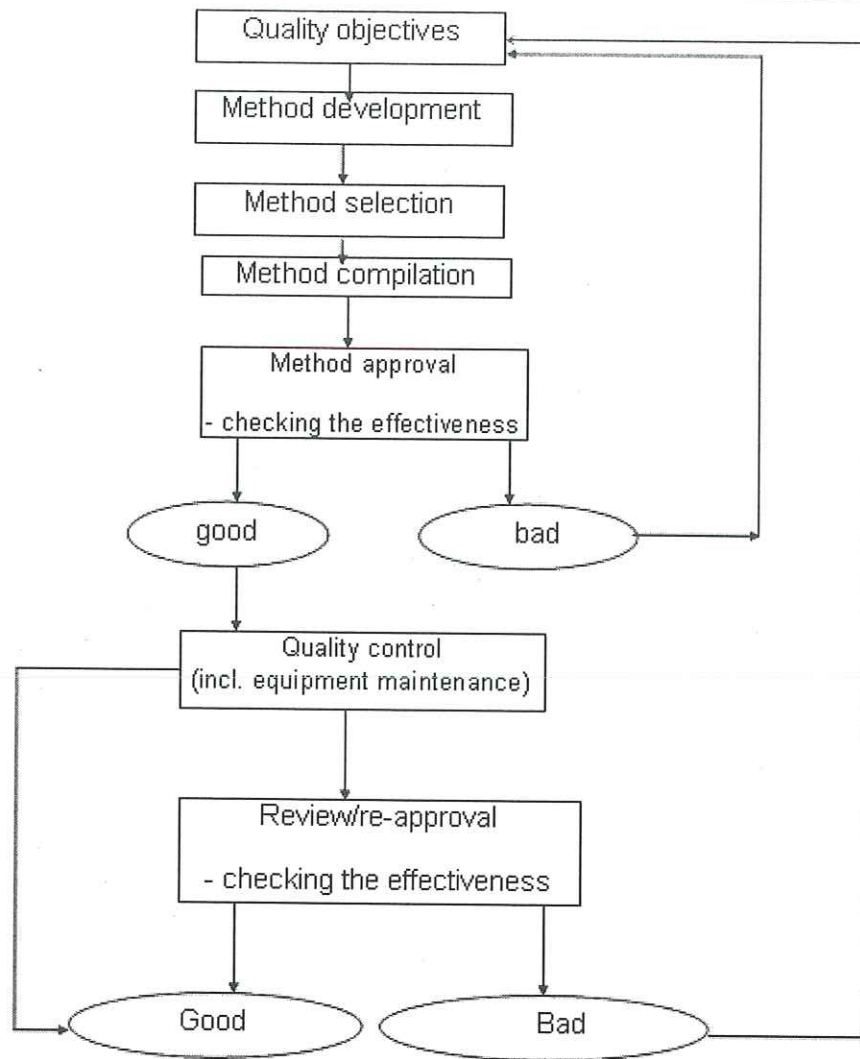 Quality objectives
Method development
Method selection
Method compilation
Method approval
- checking the effectiveness
good
bad
Quality control
(incl. equipment maintenance)
Review/re-approval
- checking the effectiveness
Good
Bad